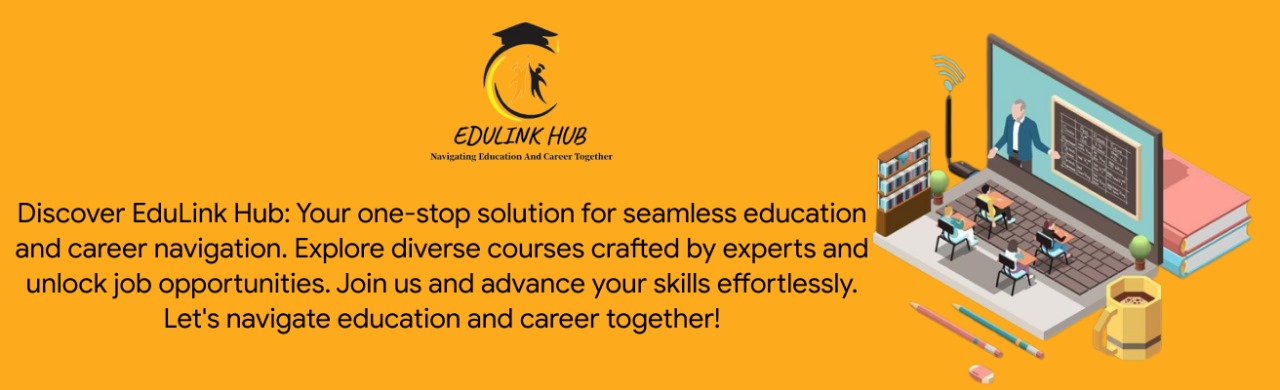 EDULINK HUB
Navigating Education And Career Together
Discover EduLink Hub: Your one-stop solution for seamless education
and career navigation. Explore diverse courses crafted by experts and
unlock job opportunities. Join us and advance your skills effortlessly.
Let's navigate education and career together!